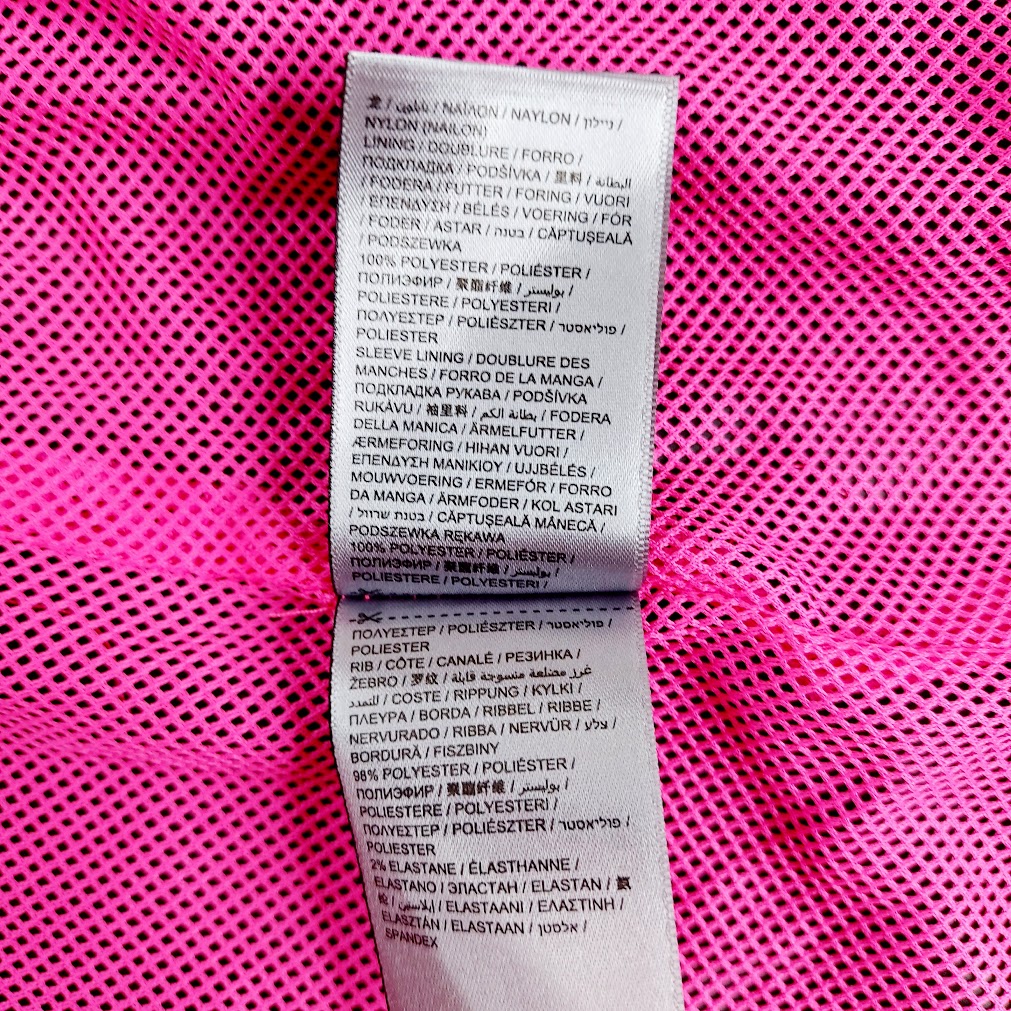 龙 / نايلون / ΝΑΪΛΟΝ / NAYLON / ניילון /
NYLON (NAILON)
LINING / DOUBLURE / FORRO /
ПОДКЛАДКА / PODŠÍVKA / 里料 / البطانة
/ FODERA / FUTTER / FORING / VUORI
/ ΕΠΕΝΔΥΣΗ / BÉLÉS / VOERING / FÓR
/ FODER / ASTAR / בטנה / CĂPTUȘEALĂ
/ PODSZEWKA
100% POLYESTER / POLIÉSTER /
ПОЛИЭФИР / 聚酯纤维 / بوليستر /
POLIESTERE / POLYESTERI /
ΠΟΛΥΕΣΤΕΡ / POLIÉSZTER / פוליאסטר /
POLIESTER
SLEEVE LINING / DOUBLURE DES
MANCHES / FORRO DE LA MANGA /
ПОДКЛАДКА РУКАВА / PODŠÍVKA
RUKÁVU / 袖里料 / بطانة الكم / FODERA
DELLA MANICA / ÄRMELFUTTER /
ÆRMEFORING / HIHAN VUORI /
ΕΠΕΝΔΥΣΗ ΜΑΝΙΚΙΟΥ / UJJBÉLÉS /
MOUWVOERING / ERMEFÓR / FORRO
DA MANGA / ÄRMFODER / KOL ASTARI
/ בטנת שרוול / CĂPTUȘEALĂ MÂNECĂ /
PODSZEWKA RĘKAWA
100% POLYESTER / POLIÉSTER /
ПОЛИЭФИР / 聚酯纤维 / بوليستر /
POLIESTERE / POLYESTERI /
ΠΟΛΥΕΣΤΕΡ / POLIÉSZTER / פוליאסטר /
POLIESTER
RIB / CÔTE / CANALÉ / РЕЗИНКА /
ŽEBRO / 罗纹 / غرز مضلعة منسوجة قابلة
للتمدد / COSTE / RIPPUNG / KYLKI /
ΠΛΕΥΡΑ / BORDA / RIBBEL / RIBBE /
NERVURADO / RIBBA / NERVÜR / צלע /
BORDURĂ / FISZBINY
98% POLYESTER / POLIÉSTER /
ПОЛИЭФИР / 聚酯纤维 / بوليستر /
POLIESTERE / POLYESTERI /
ΠΟΛΥΕΣΤΕΡ / POLIÉSZTER / פוליאסטר /
POLIESTER
2% ELASTANE / ÉLASTHANNE /
ELASTANO / ЭЛАСТАН / ELASTAN / 氨
纶 / إيلاستين / ELASTAANI / ΕΛΑΣΤΙΝΗ /
ELASZTÁN / ELASTAAN / אלסטן /
SPANDEX